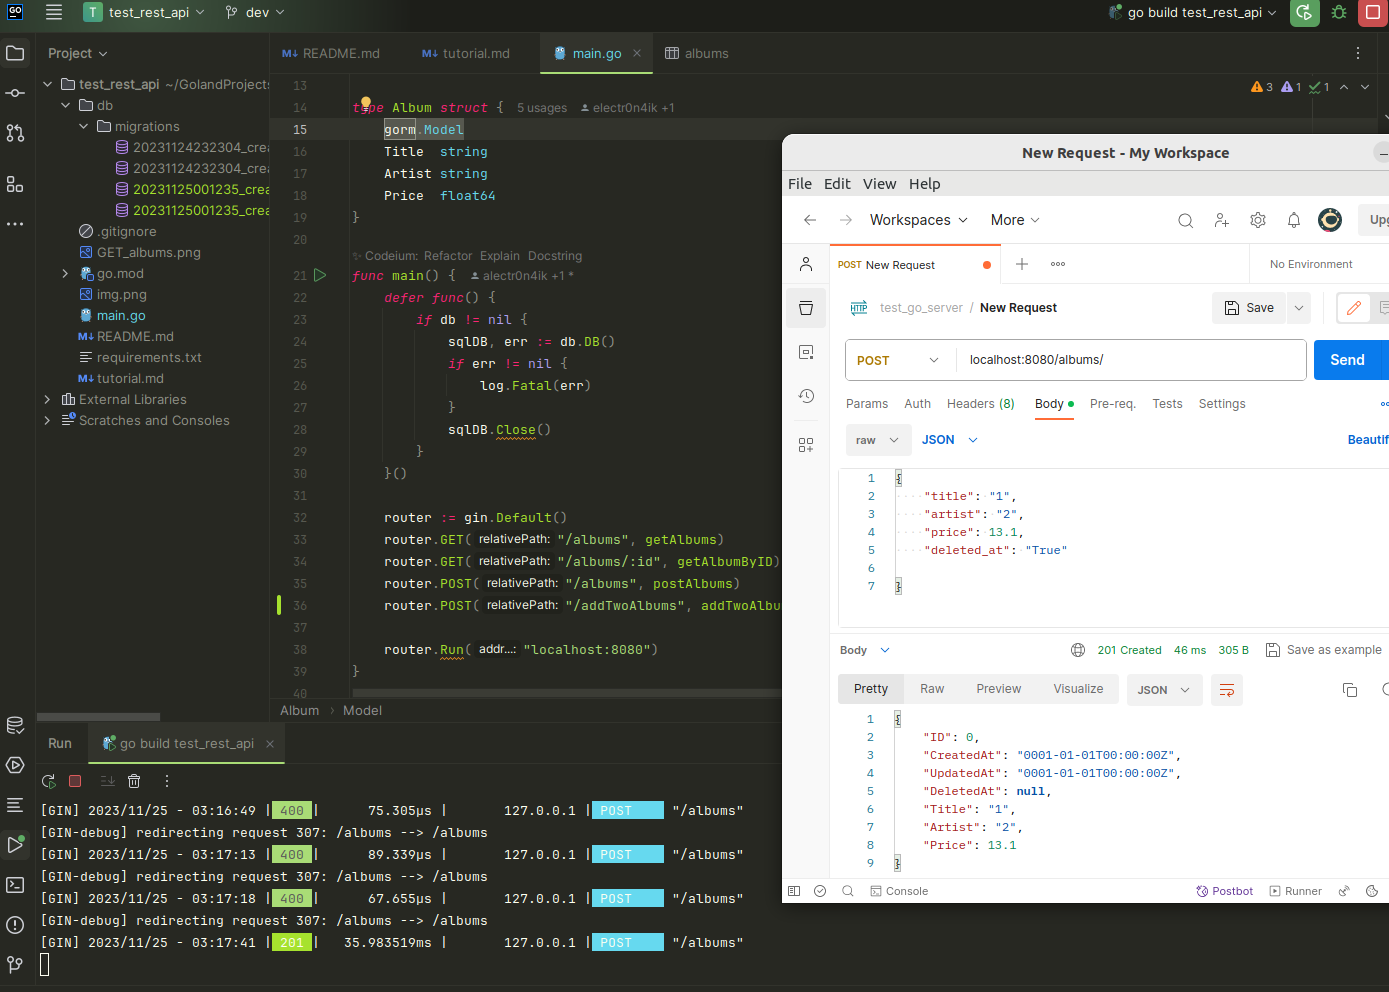 GO
T test_rest_api
dev
go build test_rest_api
Project
README.md
tutorial.md
main.go
albums
test_rest_api ~/GolandProjects
db
migrations
20231124232304_crea
20231124232304_crea
20231125001235_crea
20231125001235_crea
.gitignore
GET_albums.png
go.mod
img.png
main.go
README.md
requirements.txt
tutorial.md
External Libraries
Scratches and Consoles
3 1 1
13
14 type Album struct { 5 usages electr0n4ik +1
15 gorm.Model
16 Title string
17 Artist string
18 Price float64
19 }
20
Codeium: Refactor Explain Docstring
21 func main() { alectr0n4ik +1 *
22 defer func() {
23 if db != nil {
24 sqlDB, err := db.DB()
25 if err != nil {
26 log.Fatal(err)
27 }
28 sqlDB.Close()
29 }
30 }()
31
32 router := gin.Default()
33 router.GET( relativePath: "/albums", getAlbums)
34 router.GET( relativePath: "/albums/:id", getAlbumByID)
35 router.POST( relativePath: "/albums", postAlbums)
36 router.POST( relativePath: "/addTwoAlbums", addTwoAlbu
37
38 router.Run( addr...: "localhost:8080")
39 }
40
Album > Model
Run
go build test_rest_api
[GIN] 2023/11/25 - 03:16:49 | 400 | 75.305µs | 127.0.0.1 | POST "/albums"
[GIN-debug] redirecting request 307: /albums --> /albums
[GIN] 2023/11/25 - 03:17:13 | 400 | 89.339µs | 127.0.0.1 | POST "/albums"
[GIN-debug] redirecting request 307: /albums --> /albums
[GIN] 2023/11/25 - 03:17:18 | 400 | 67.655µs | 127.0.0.1 | POST "/albums"
[GIN-debug] redirecting request 307: /albums --> /albums
[GIN] 2023/11/25 - 03:17:41 | 201 | 35.983519ms | 127.0.0.1 | POST "/albums"
New Request - My Workspace
File Edit View Help
Workspaces More Upg
POST New Request
No Environment
HTTP test_go_server / New Request
Save
POST localhost:8080/albums/
Send
Params Auth Headers (8) Body Pre-req. Tests Settings
raw JSON Beautif
1 {
2 "title": "1",
3 "artist": "2",
4 "price": 13.1,
5 "deleted_at": "True"
6
7 }
Body 201 Created 46 ms 305 B Save as example
Pretty Raw Preview Visualize JSON
1 {
2 "ID": 0,
3 "CreatedAt": "0001-01-01T00:00:00Z",
4 "UpdatedAt": "0001-01-01T00:00:00Z",
5 "DeletedAt": null,
6 "Title": "1",
7 "Artist": "2",
8 "Price": 13.1
9 }
Console Postbot Runner